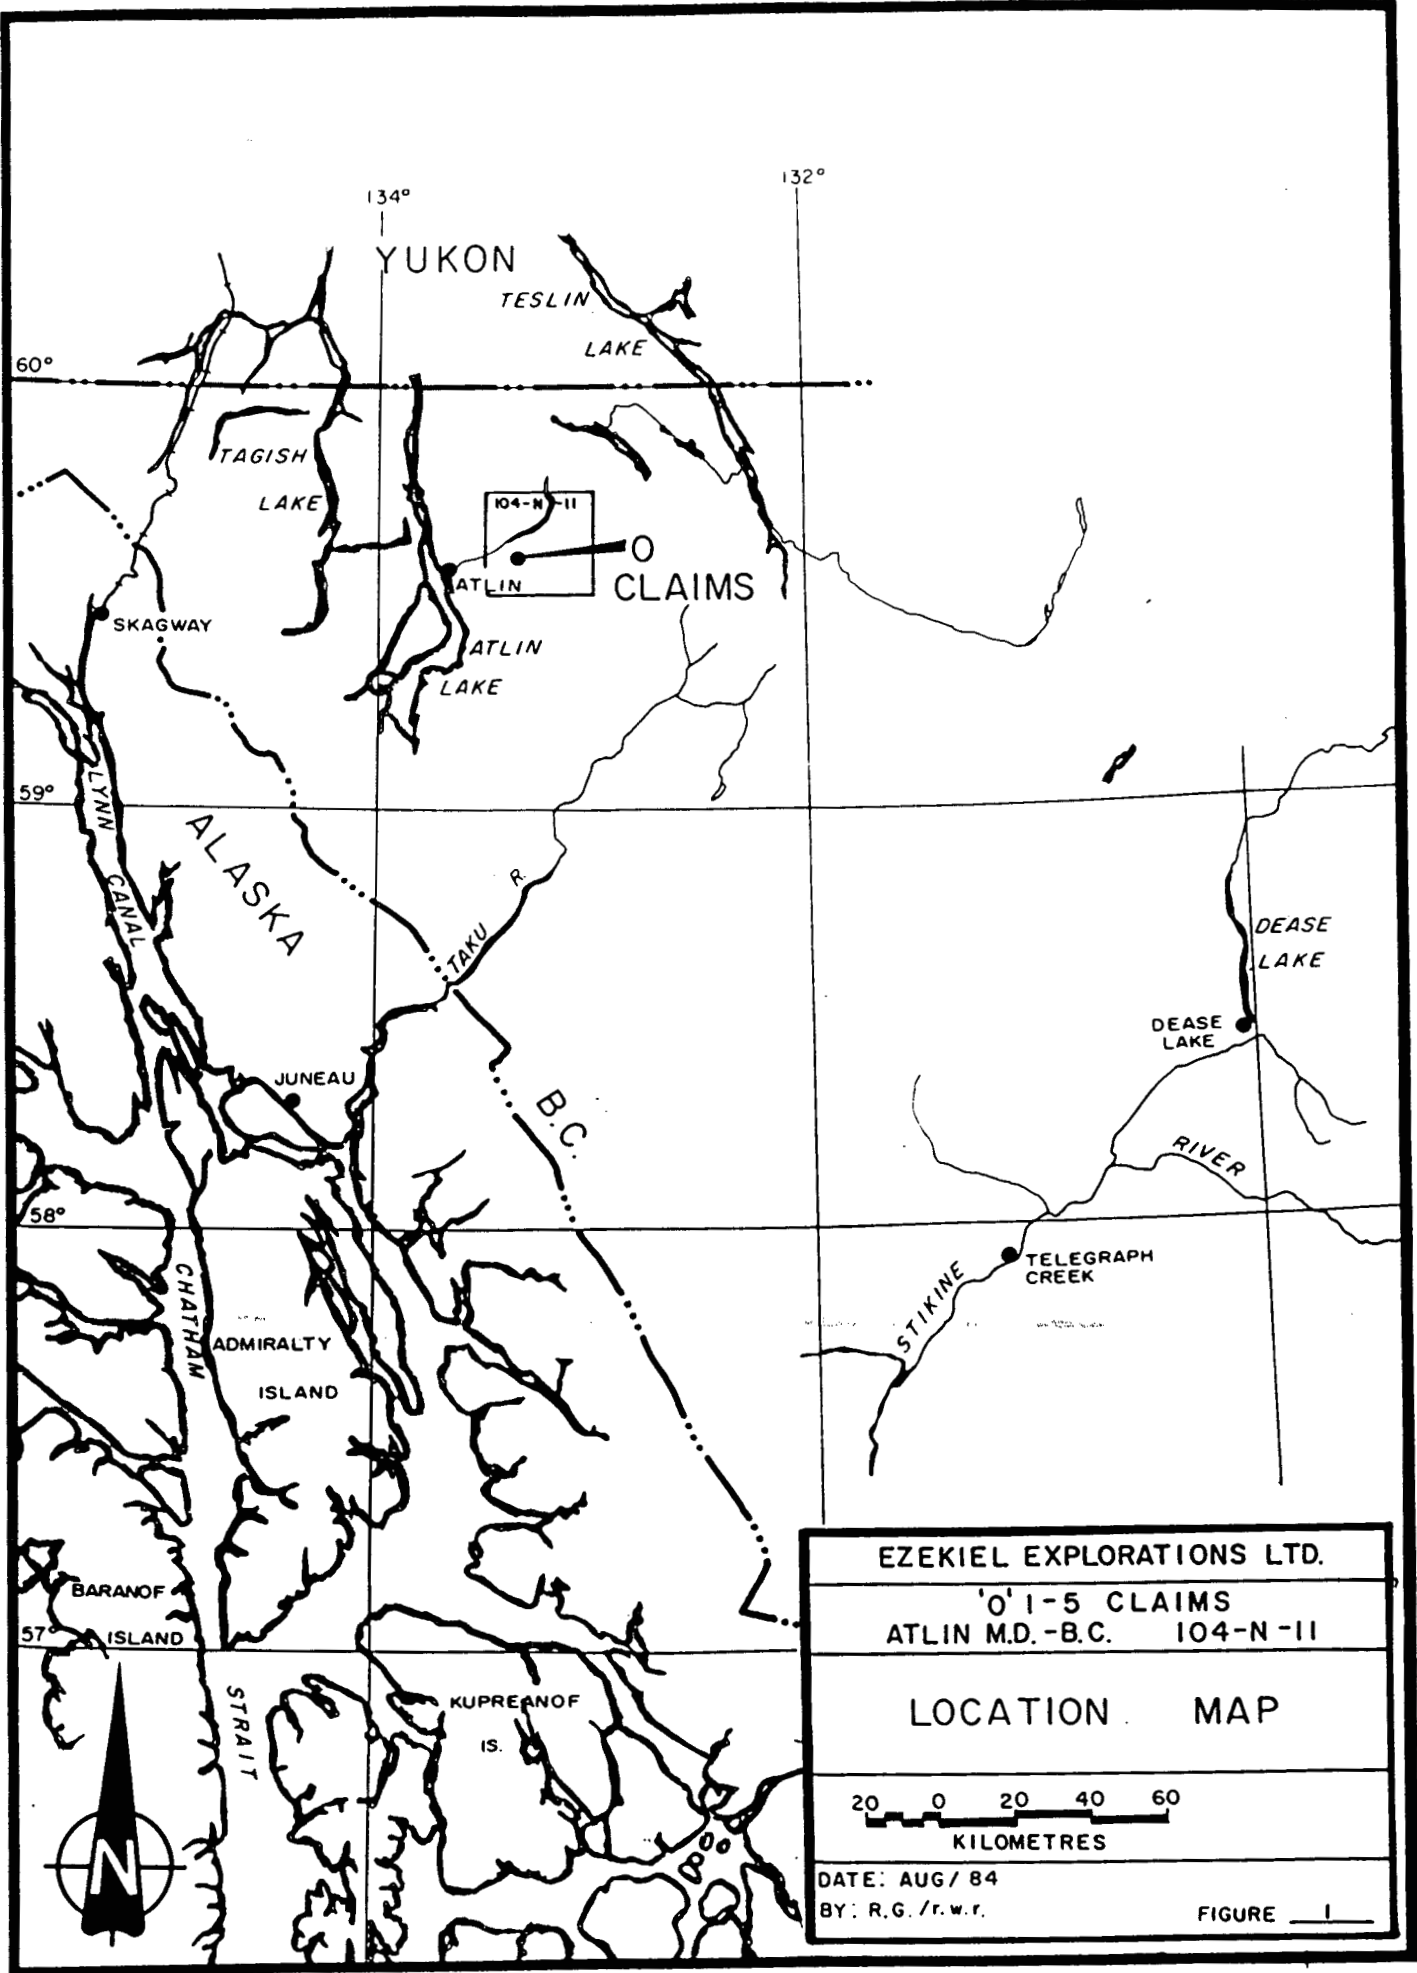 132°
134°
YUKON
TESLIN
LAKE
60°
TAGISH
LAKE
104-N-11
O
CLAIMS
ATLIN
SKAGWAY
ATLIN
LAKE
59°
LYNN
CANAL
ALASKA
TAKU R.
DEASE
LAKE
DEASE
LAKE
JUNEAU
B.C.
RIVER
58°
TELEGRAPH
CREEK
STIKINE
CHATHAM
ADMIRALTY
ISLAND
BARANOF
ISLAND
57°
STRAIT
KUPREANOF
IS.
N
EZEKIEL EXPLORATIONS LTD.
'O' 1-5 CLAIMS
ATLIN M.D.-B.C. 104-N-11
LOCATION MAP
20 0 20 40 60
KILOMETRES
DATE: AUG/84
BY: R.G./r.w.r.
FIGURE 1